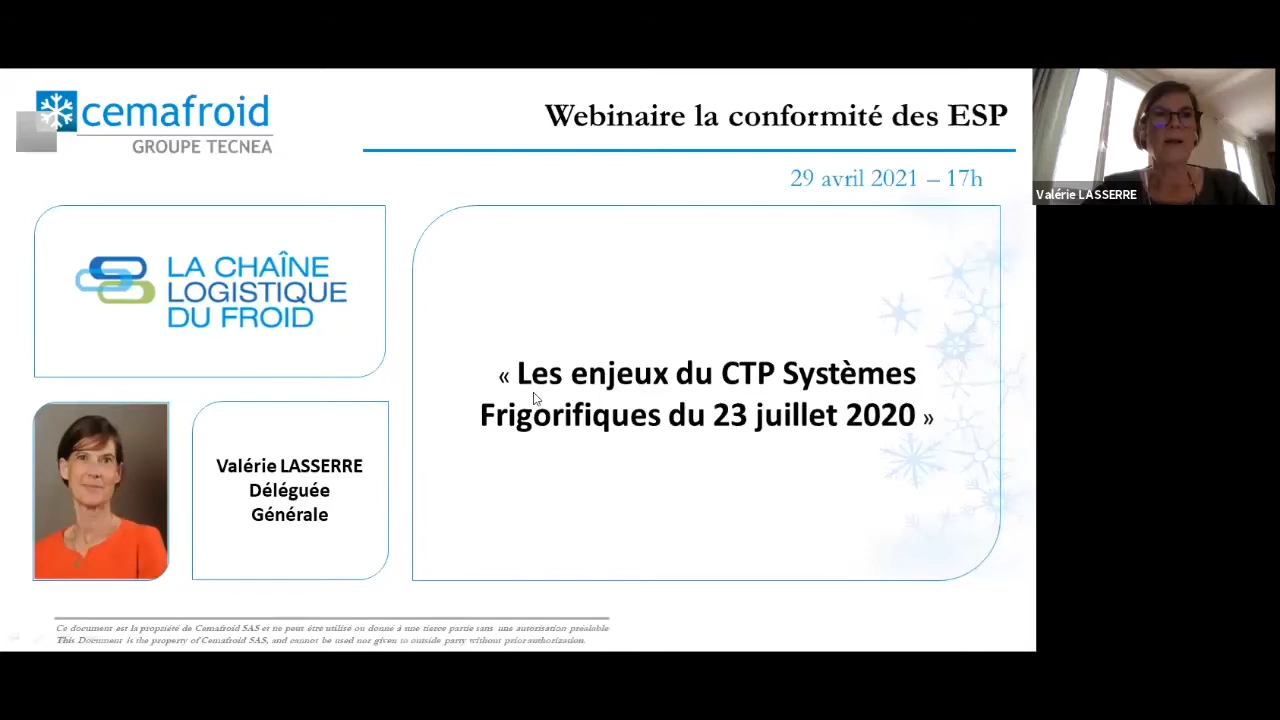 cemafroid
GROUPE TECNEA
Webinaire la conformité des ESP
29 avril 2021 – 17h
Valérie LASSERRE
LA CHAÎNE
LOGISTIQUE
DU FROID
« Les enjeux du CTP Systèmes
Frigorifiques du 23 juillet 2020 »
Valérie LASSERRE
Déléguée
Générale
Ce document est la propriété de Cemafroid SAS et ne peut être utilisé ou donné à une tierce partie sans une autorisation préalable
This Document is the property of Cemafroid SAS, and cannot be used nor given to outside party without prior authorization.